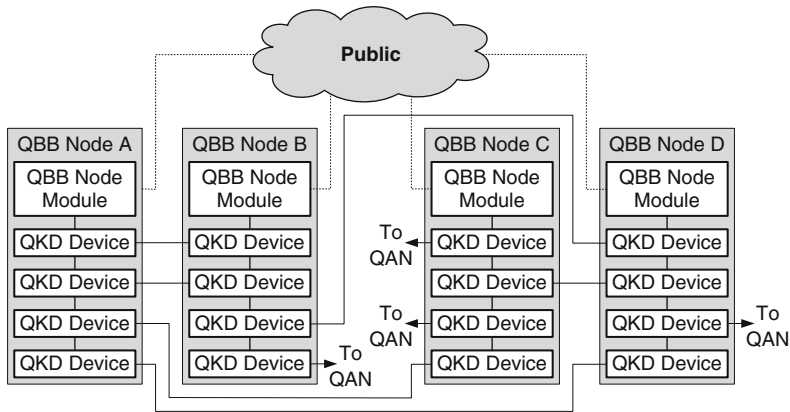 Public
QBB Node A
QBB Node
Module
QKD Device
QKD Device
QKD Device
QKD Device
QBB Node B
QBB Node
Module
QKD Device
QKD Device
QKD Device
QKD Device
To
QAN
QBB Node C
QBB Node
Module
To
QAN
QKD Device
QKD Device
To
QAN
QKD Device
QKD Device
QBB Node D
QBB Node
Module
QKD Device
QKD Device
QKD Device
To
QAN
QKD Device